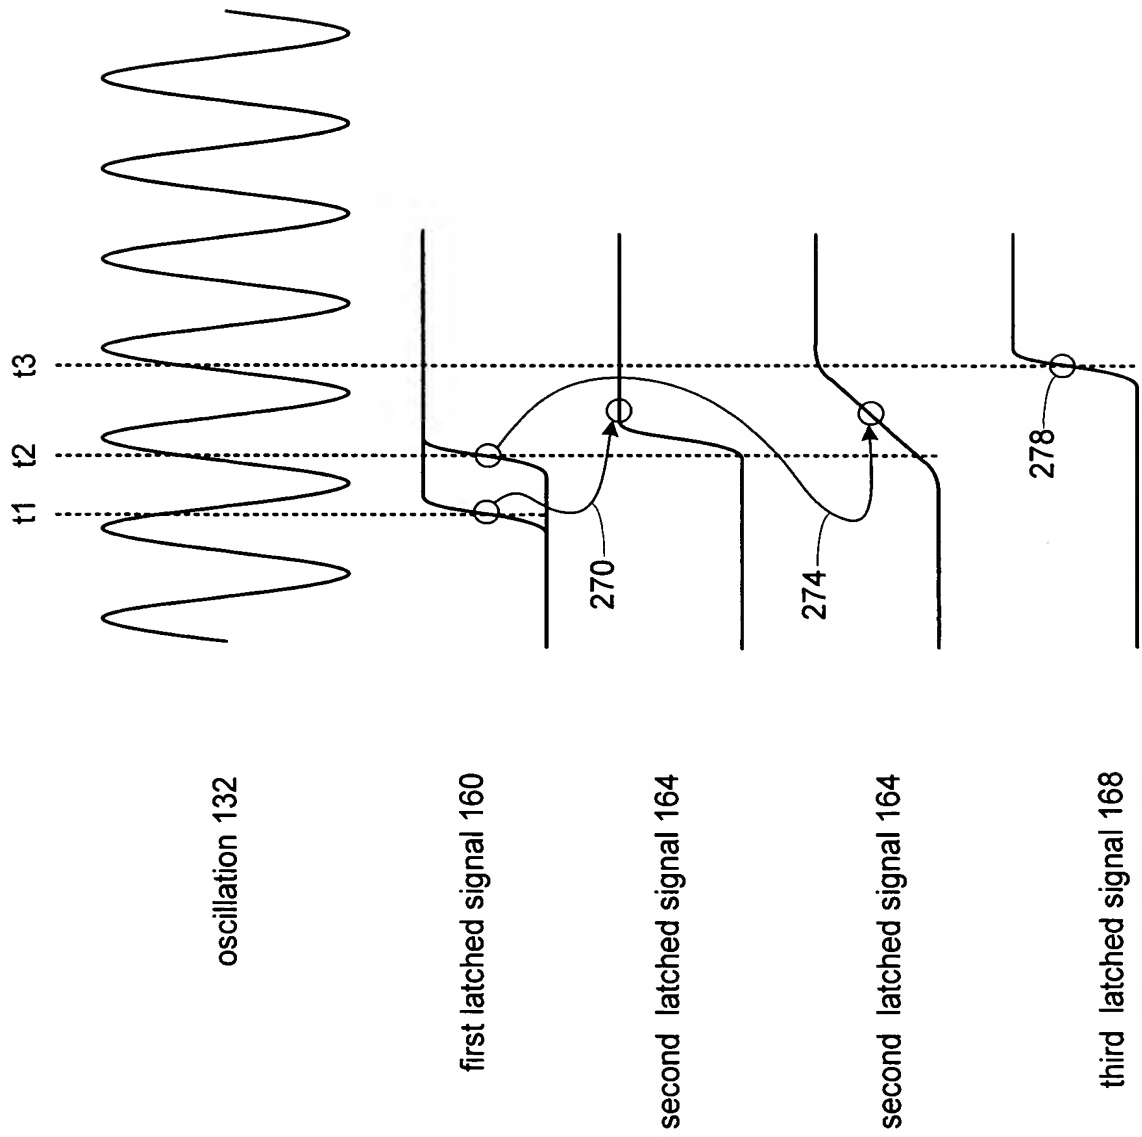 t1
t2
t3
oscillation 132
first latched signal 160
270
second latched signal 164
274
second latched signal 164
278
third latched signal 168